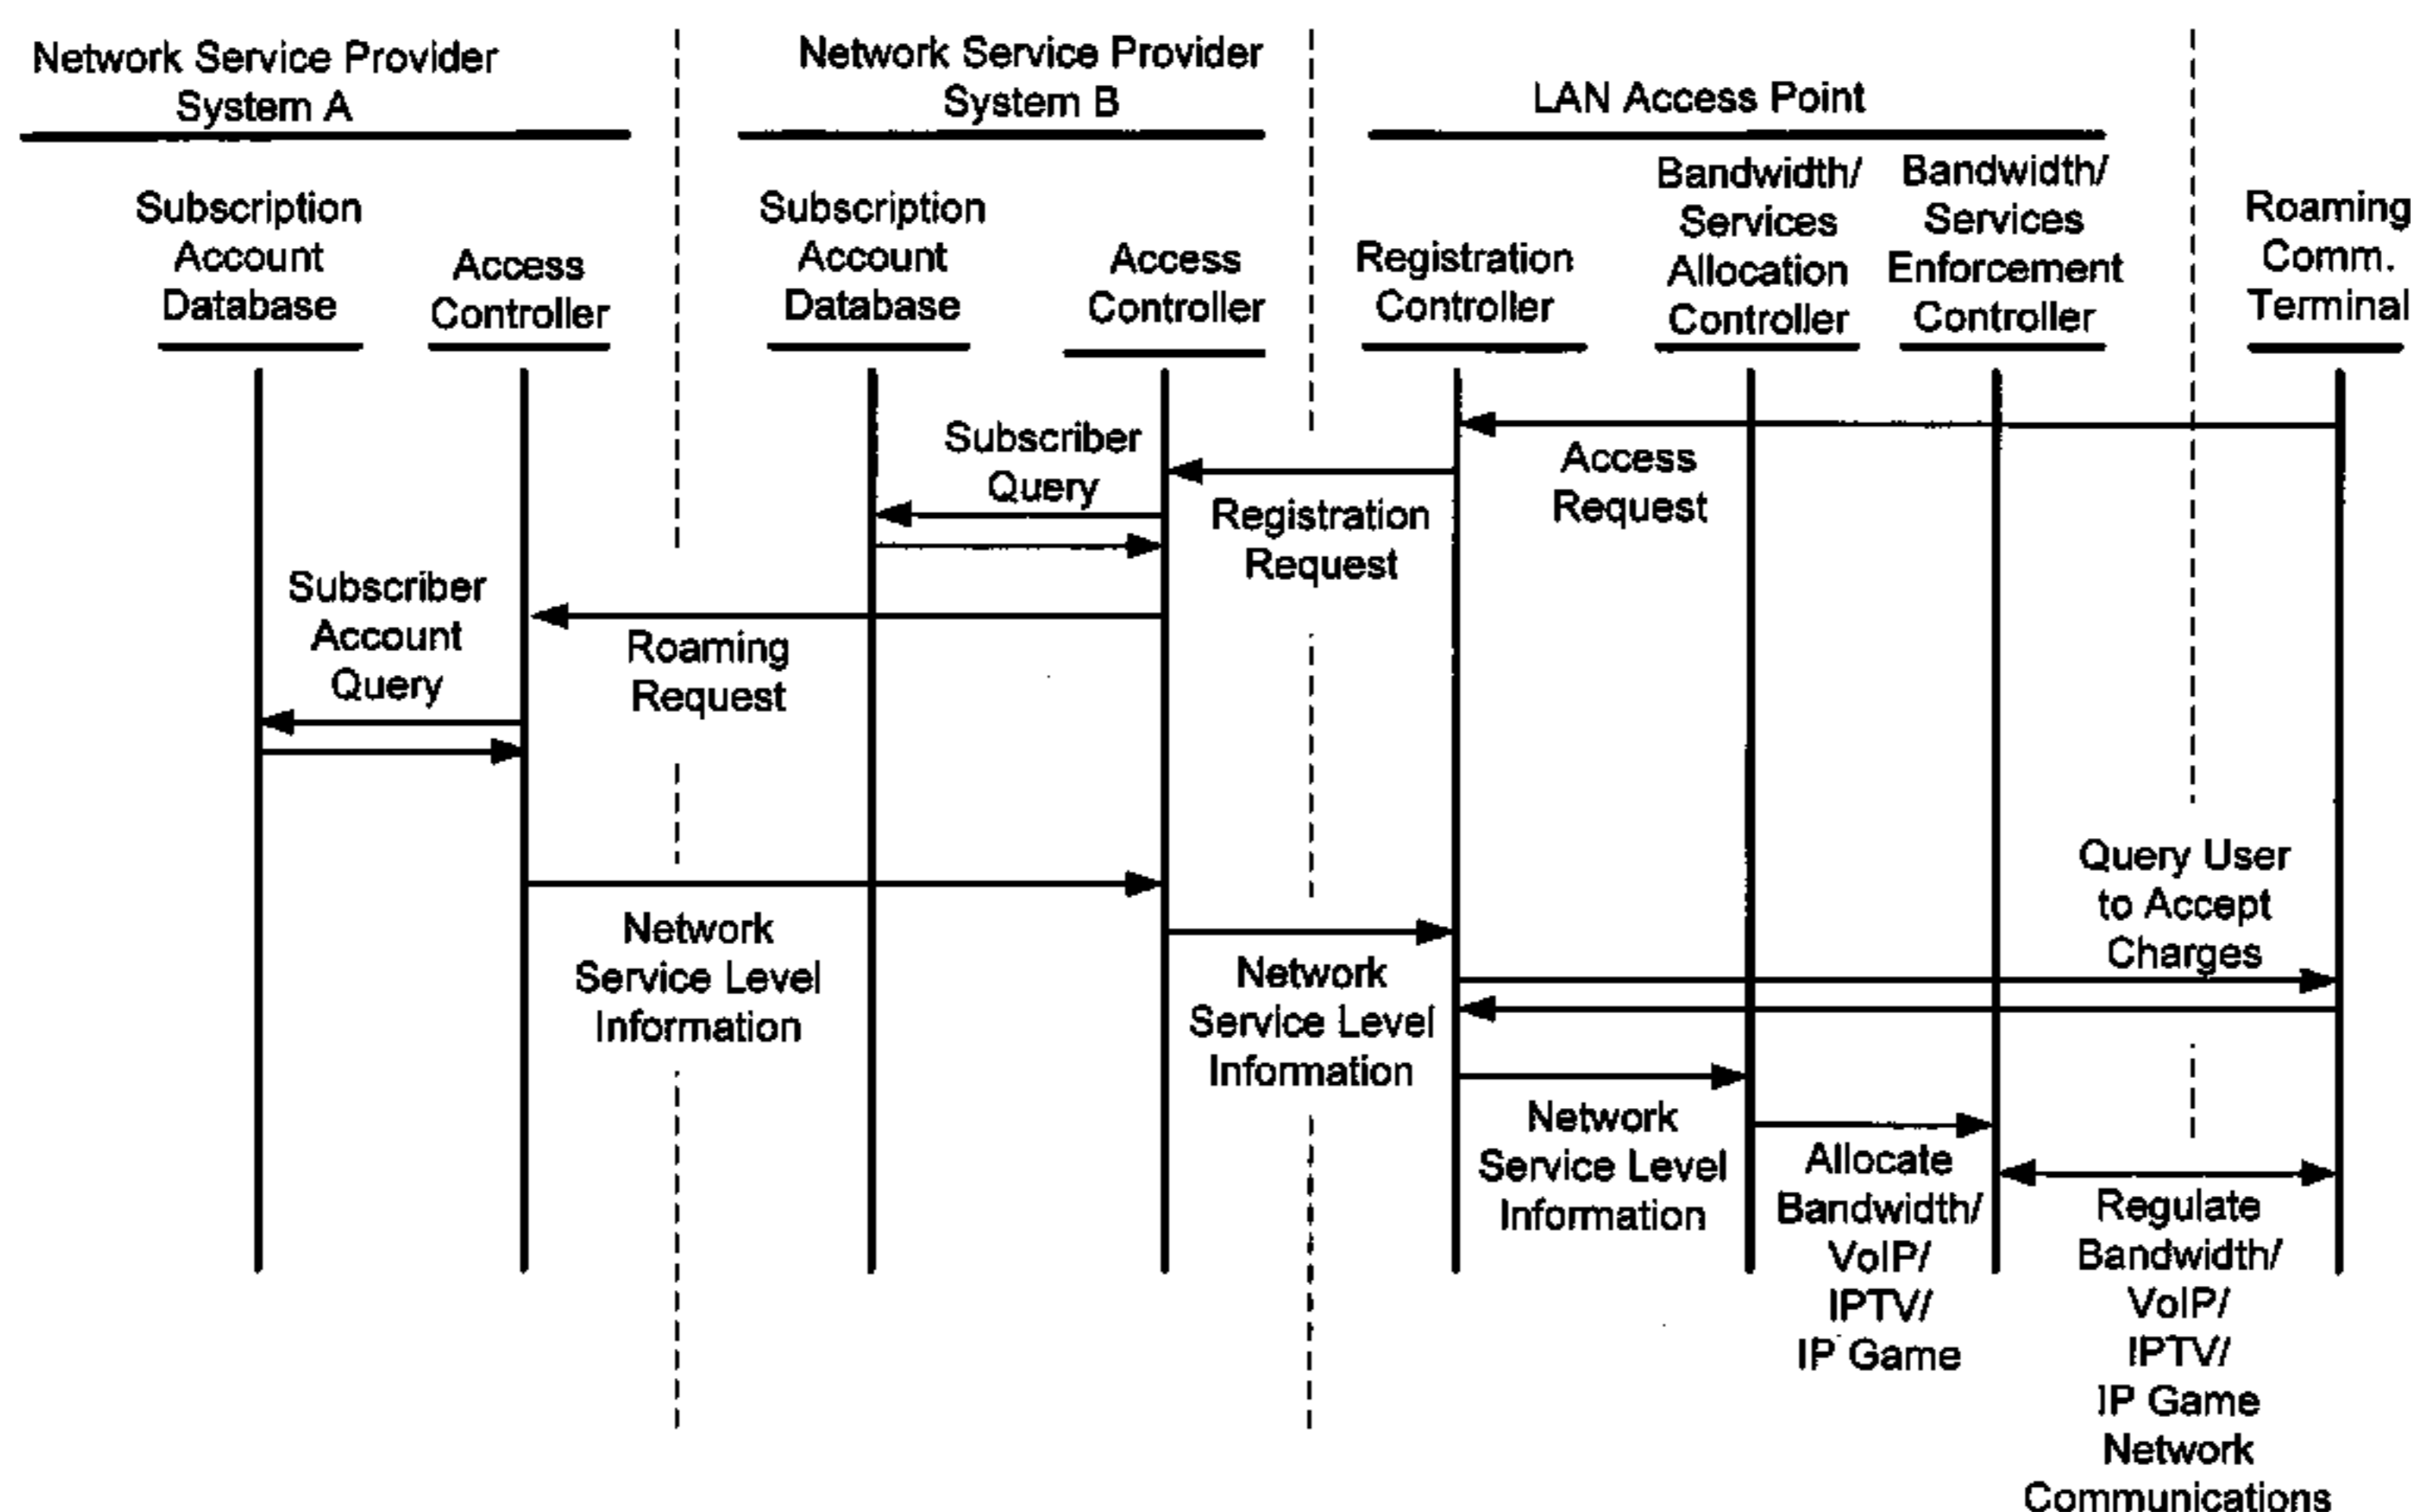 Network Service Provider
System A
Network Service Provider
System B
LAN Access Point
Subscription
Account
Database
Access
Controller
Subscription
Account
Database
Access
Controller
Registration
Controller
Bandwidth/
Services
Allocation
Controller
Bandwidth/
Services
Enforcement
Controller
Roaming
Comm.
Terminal
Access
Request
Registration
Request
Subscriber
Query
Roaming
Request
Subscriber
Account
Query
Network
Service Level
Information
Network
Service Level
Information
Query User
to Accept
Charges
Network
Service Level
Information
Allocate
Bandwidth/
VoIP/
IPTV/
IP Game
Regulate
Bandwidth/
VoIP/
IPTV/
IP Game
Network
Communications